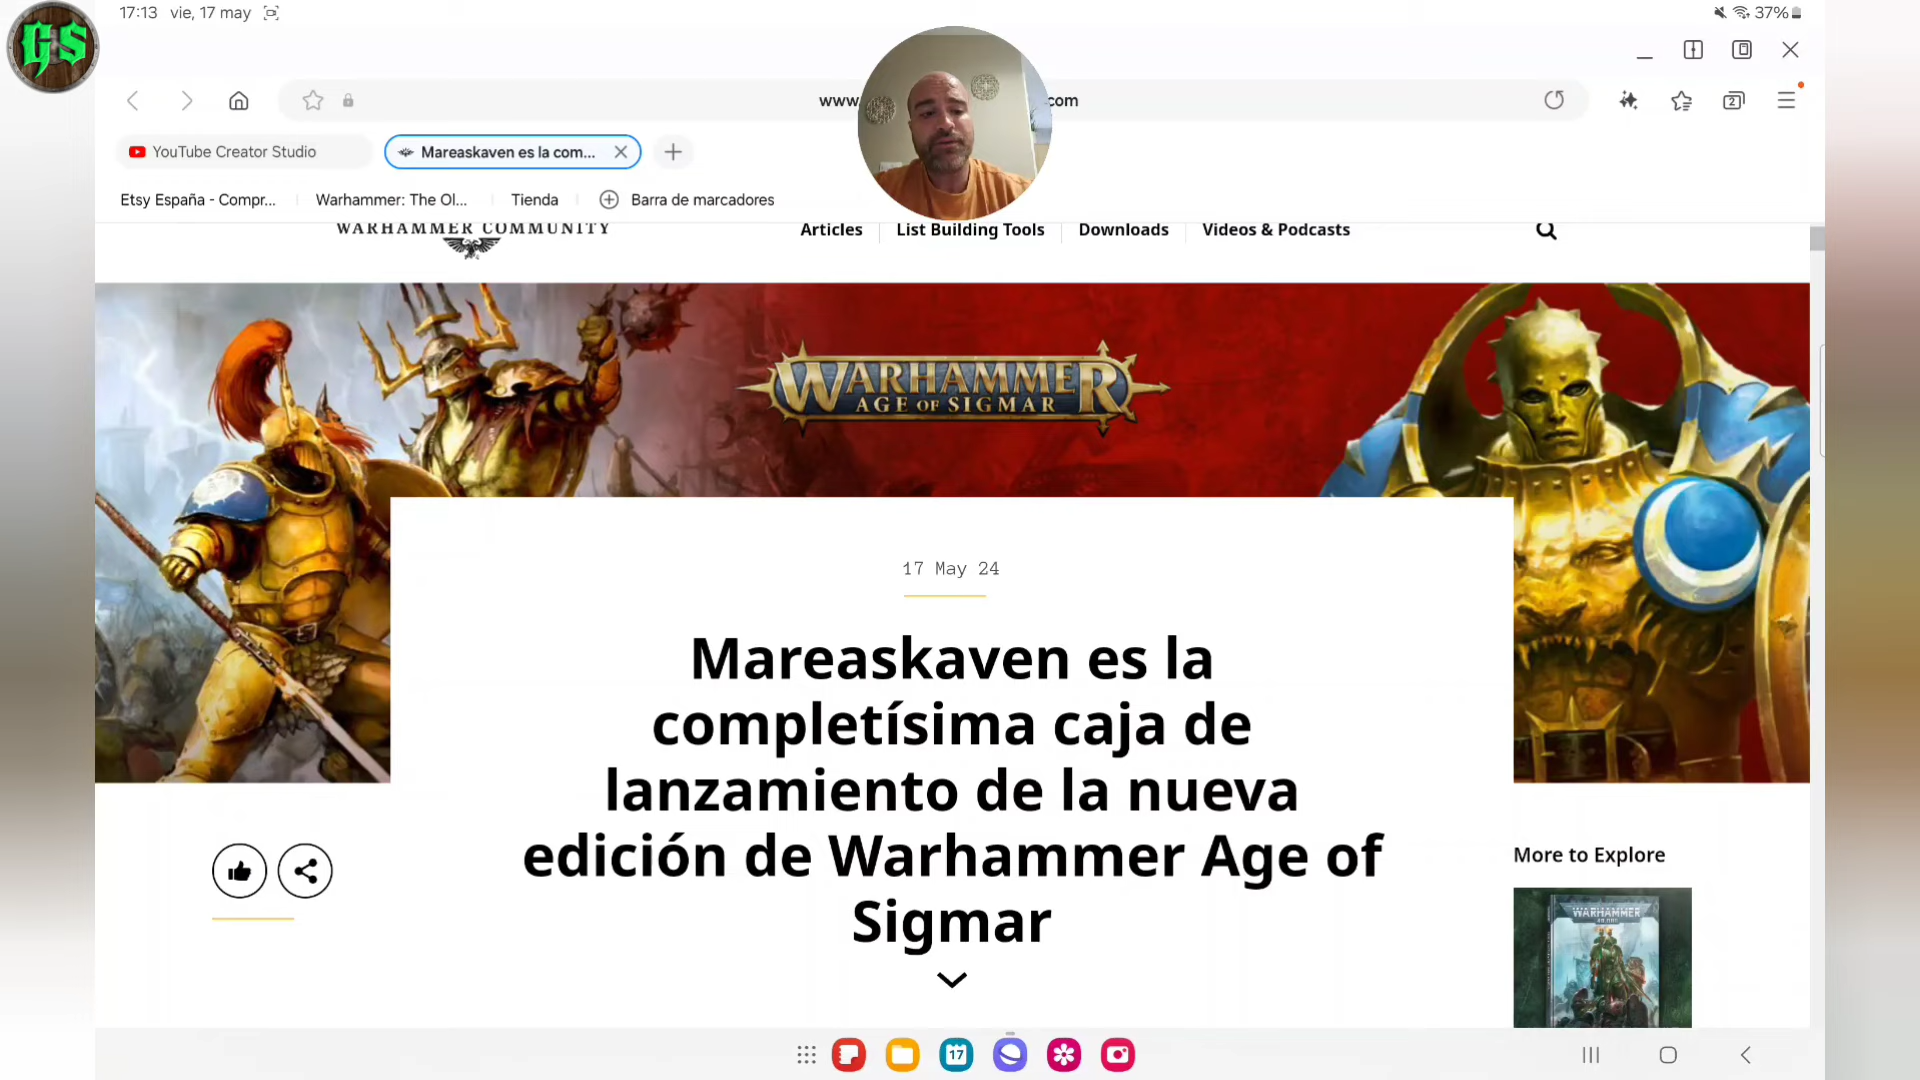 GS
17:13 vie, 17 may
37%
www.
com
YouTube Creator Studio
Mareaskaven es la com...
Etsy España - Compr...
Warhammer: The Ol...
Tienda
Barra de marcadores
WARHAMMER COMMUNITY
Articles
List Building Tools
Downloads
Videos & Podcasts
WARHAMMER
AGE OF SIGMAR
17 May 24
Mareaskaven es la
completísima caja de
lanzamiento de la nueva
edición de Warhammer Age of
Sigmar
More to Explore
WARHAMMER
2
17